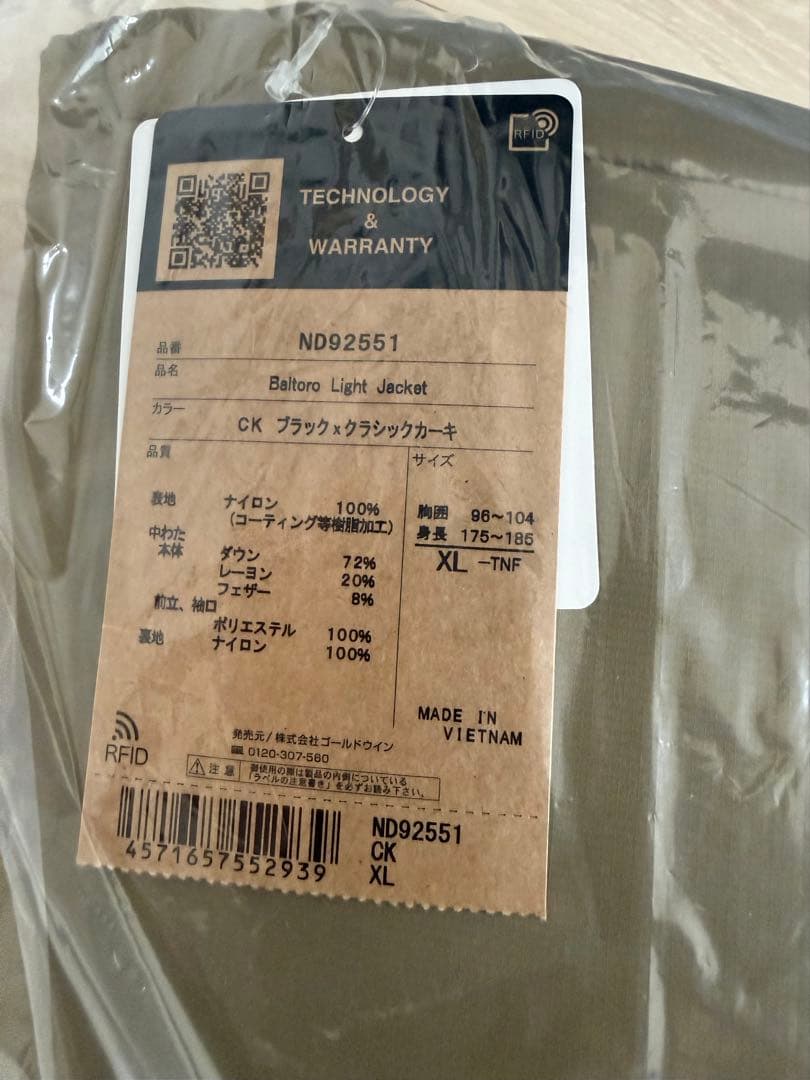 RFID
TECHNOLOGY
&
WARRANTY
品番 ND92551
品名 Baltoro Light Jacket
カラー CK ブラックxクラシックカーキ
品質
表地 ナイロン 100%
(コーティング等樹脂加工)
中わた
本体 ダウン 72%
レーヨン 20%
フェザー 8%
前立、袖口
ポリエステル 100%
裏地 ナイロン 100%
サイズ
胸囲 96~104
身長 175~185
XL -TNF
MADE IN
VIETNAM
RFID
発売元/株式会社ゴールドウイン
0120-307-560
注意 御使用の際は製品の内側についている
「ラベルの注意書き」を必ずお読み下さい。
4571657552939
ND92551
CK
XL